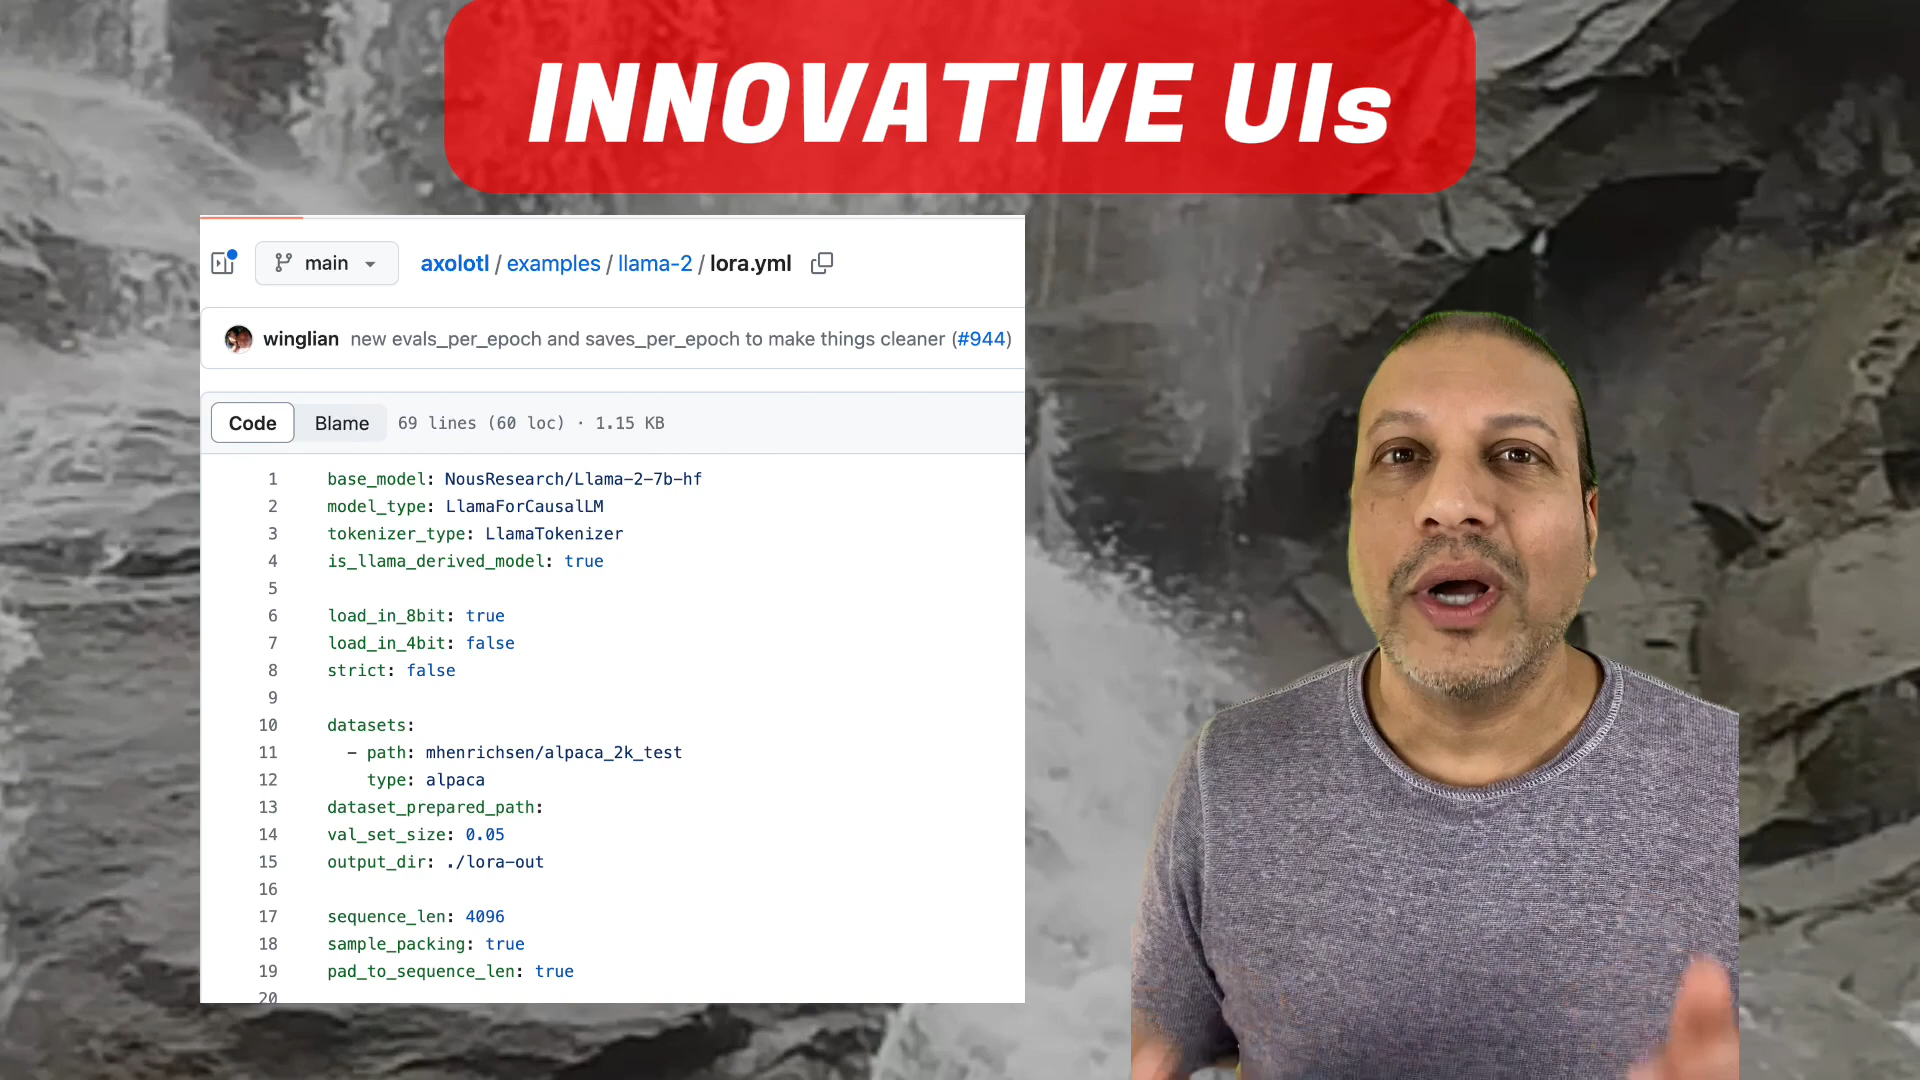 INNOVATIVE UIs
main
axolotl / examples / llama-2 / lora.yml
winglian new evals_per_epoch and saves_per_epoch to make things cleaner (#944)
Code Blame 69 lines (60 loc) · 1.15 KB
1 base_model: NousResearch/Llama-2-7b-hf
2 model_type: LlamaForCausalLM
3 tokenizer_type: LlamaTokenizer
4 is_llama_derived_model: true
5
6 load_in_8bit: true
7 load_in_4bit: false
8 strict: false
9
10 datasets:
11 - path: mhenrichsen/alpaca_2k_test
12 type: alpaca
13 dataset_prepared_path:
14 val_set_size: 0.05
15 output_dir: ./lora-out
16
17 sequence_len: 4096
18 sample_packing: true
19 pad_to_sequence_len: true
20